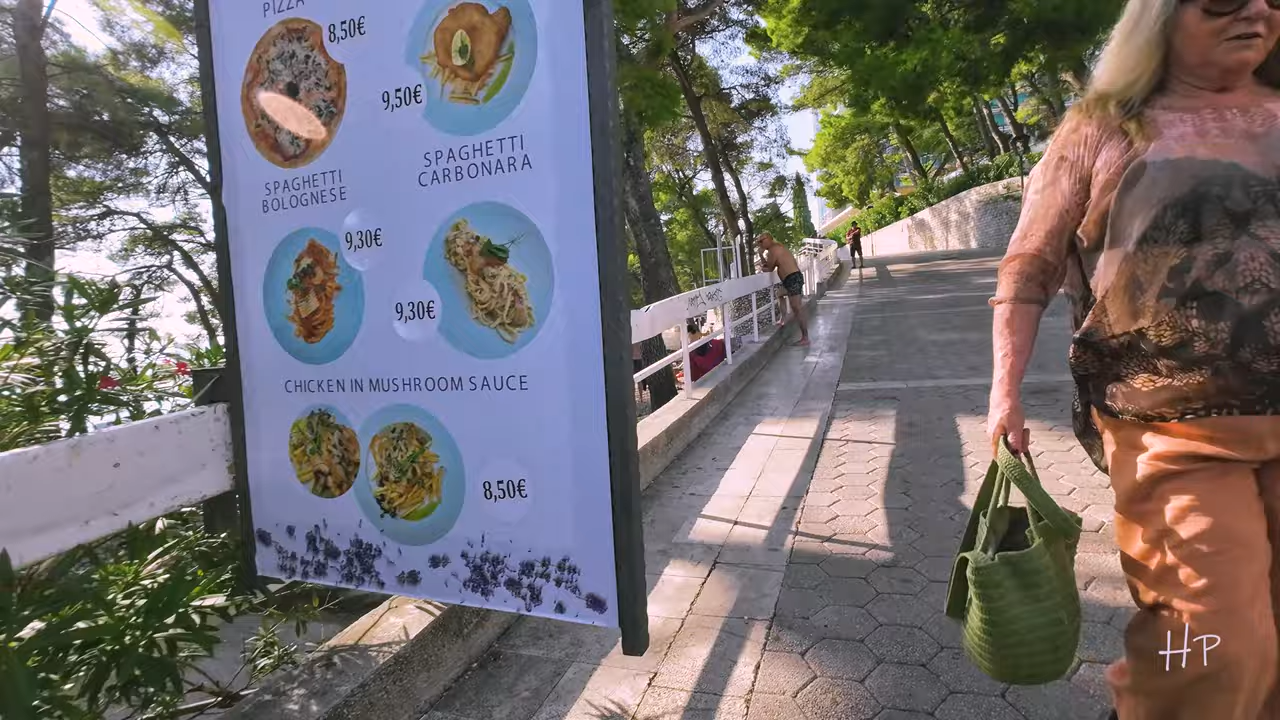 PIZZA
8,50€
9,50€
SPAGHETTI
CARBONARA
SPAGHETTI
BOLOGNESE
9,30€
9,30€
CHICKEN IN MUSHROOM SAUCE
8,50€
HP